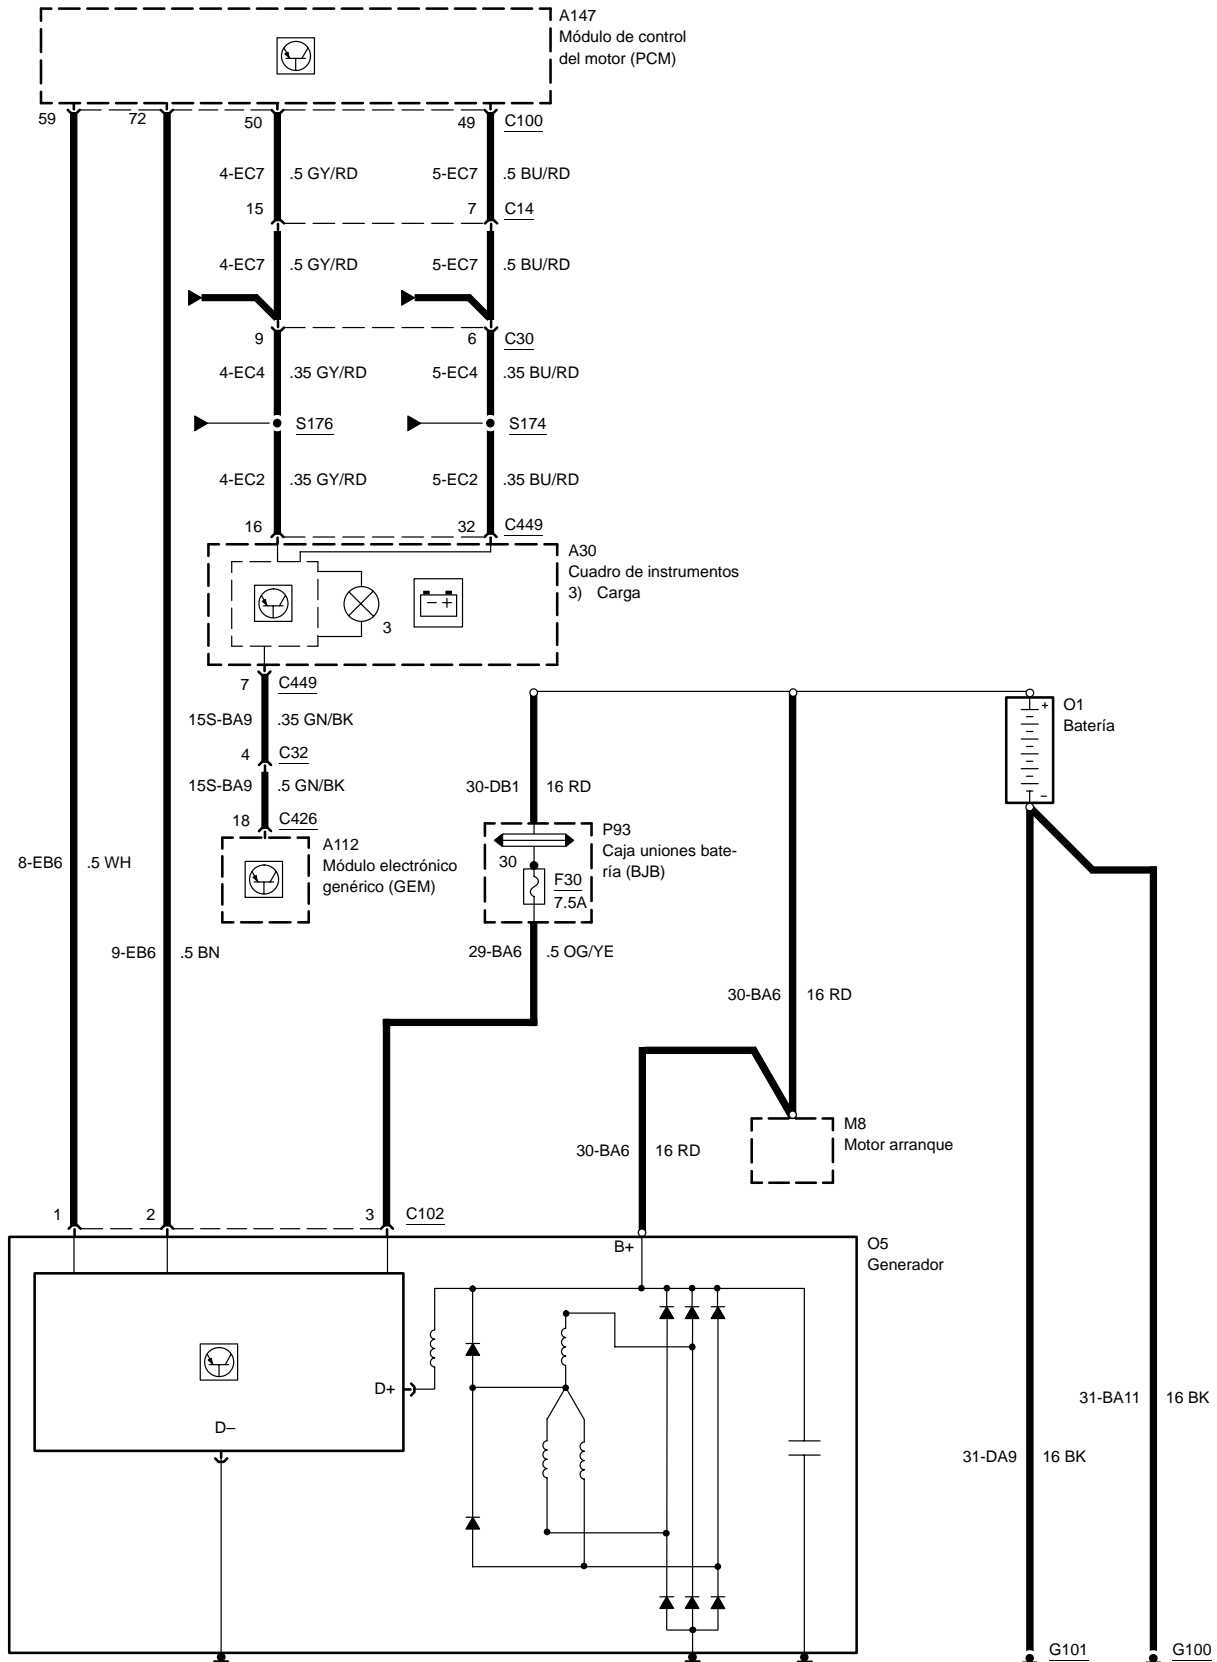 A147
Módulo de control
del motor (PCM)
59
72
50
49
C100
4-EC7
.5 GY/RD
5-EC7
.5 BU/RD
15
7
C14
4-EC7
.5 GY/RD
5-EC7
.5 BU/RD
9
6
C30
4-EC4
.35 GY/RD
5-EC4
.35 BU/RD
S176
S174
4-EC2
.35 GY/RD
5-EC2
.35 BU/RD
16
32
C449
A30
Cuadro de instrumentos
3) Carga
– +
3
7
C449
15S-BA9
.35 GN/BK
4
C32
15S-BA9
.5 GN/BK
18
C426
A112
Módulo electrónico
genérico (GEM)
+
O1
Batería
–
30-DB1
16 RD
P93
Caja uniones bate-
ría (BJB)
30
F30
7.5A
8-EB6
.5 WH
9-EB6
.5 BN
29-BA6
.5 OG/YE
30-BA6
16 RD
M8
Motor arranque
30-BA6
16 RD
1
2
3
C102
B+
O5
Generador
D+
D–
31-BA11
16 BK
31-DA9
16 BK
G101
G100